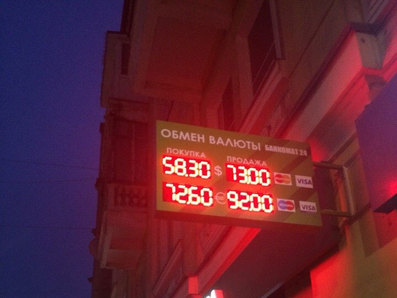 ОБМЕН ВАЛЮТЫ БАНКОМАТ 24
ПОКУПКА ПРОДАЖА
58.30 $ 73.00 VISA
72.60 € 92.00 VISA